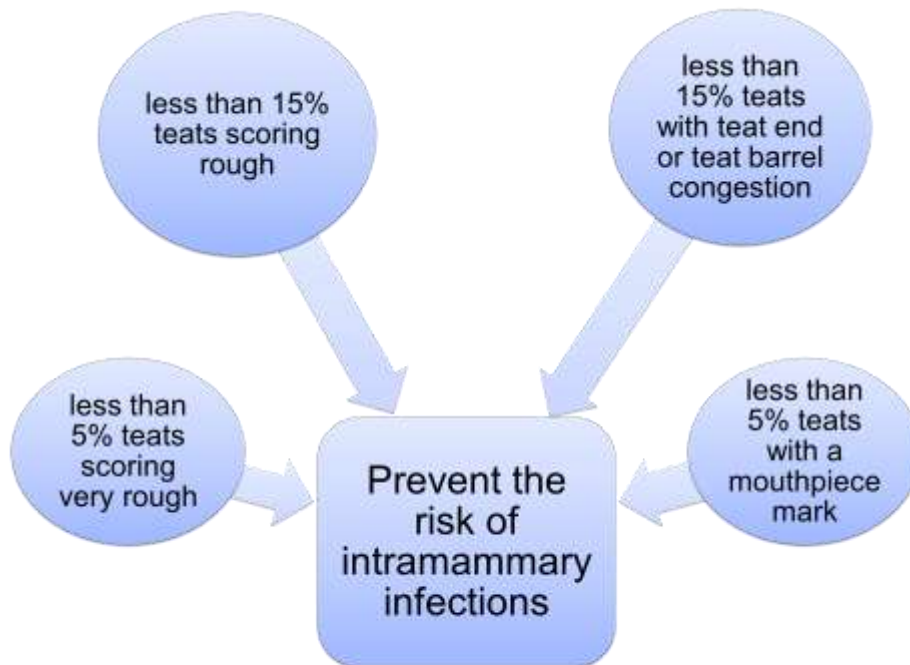 less than 15%
teats scoring
rough
less than
15% teats
with teat end
or teat barrel
congestion
less than
5% teats
scoring
very rough
Prevent the
risk of
intramammary
infections
less than
5% teats
with a
mouthpiece
mark